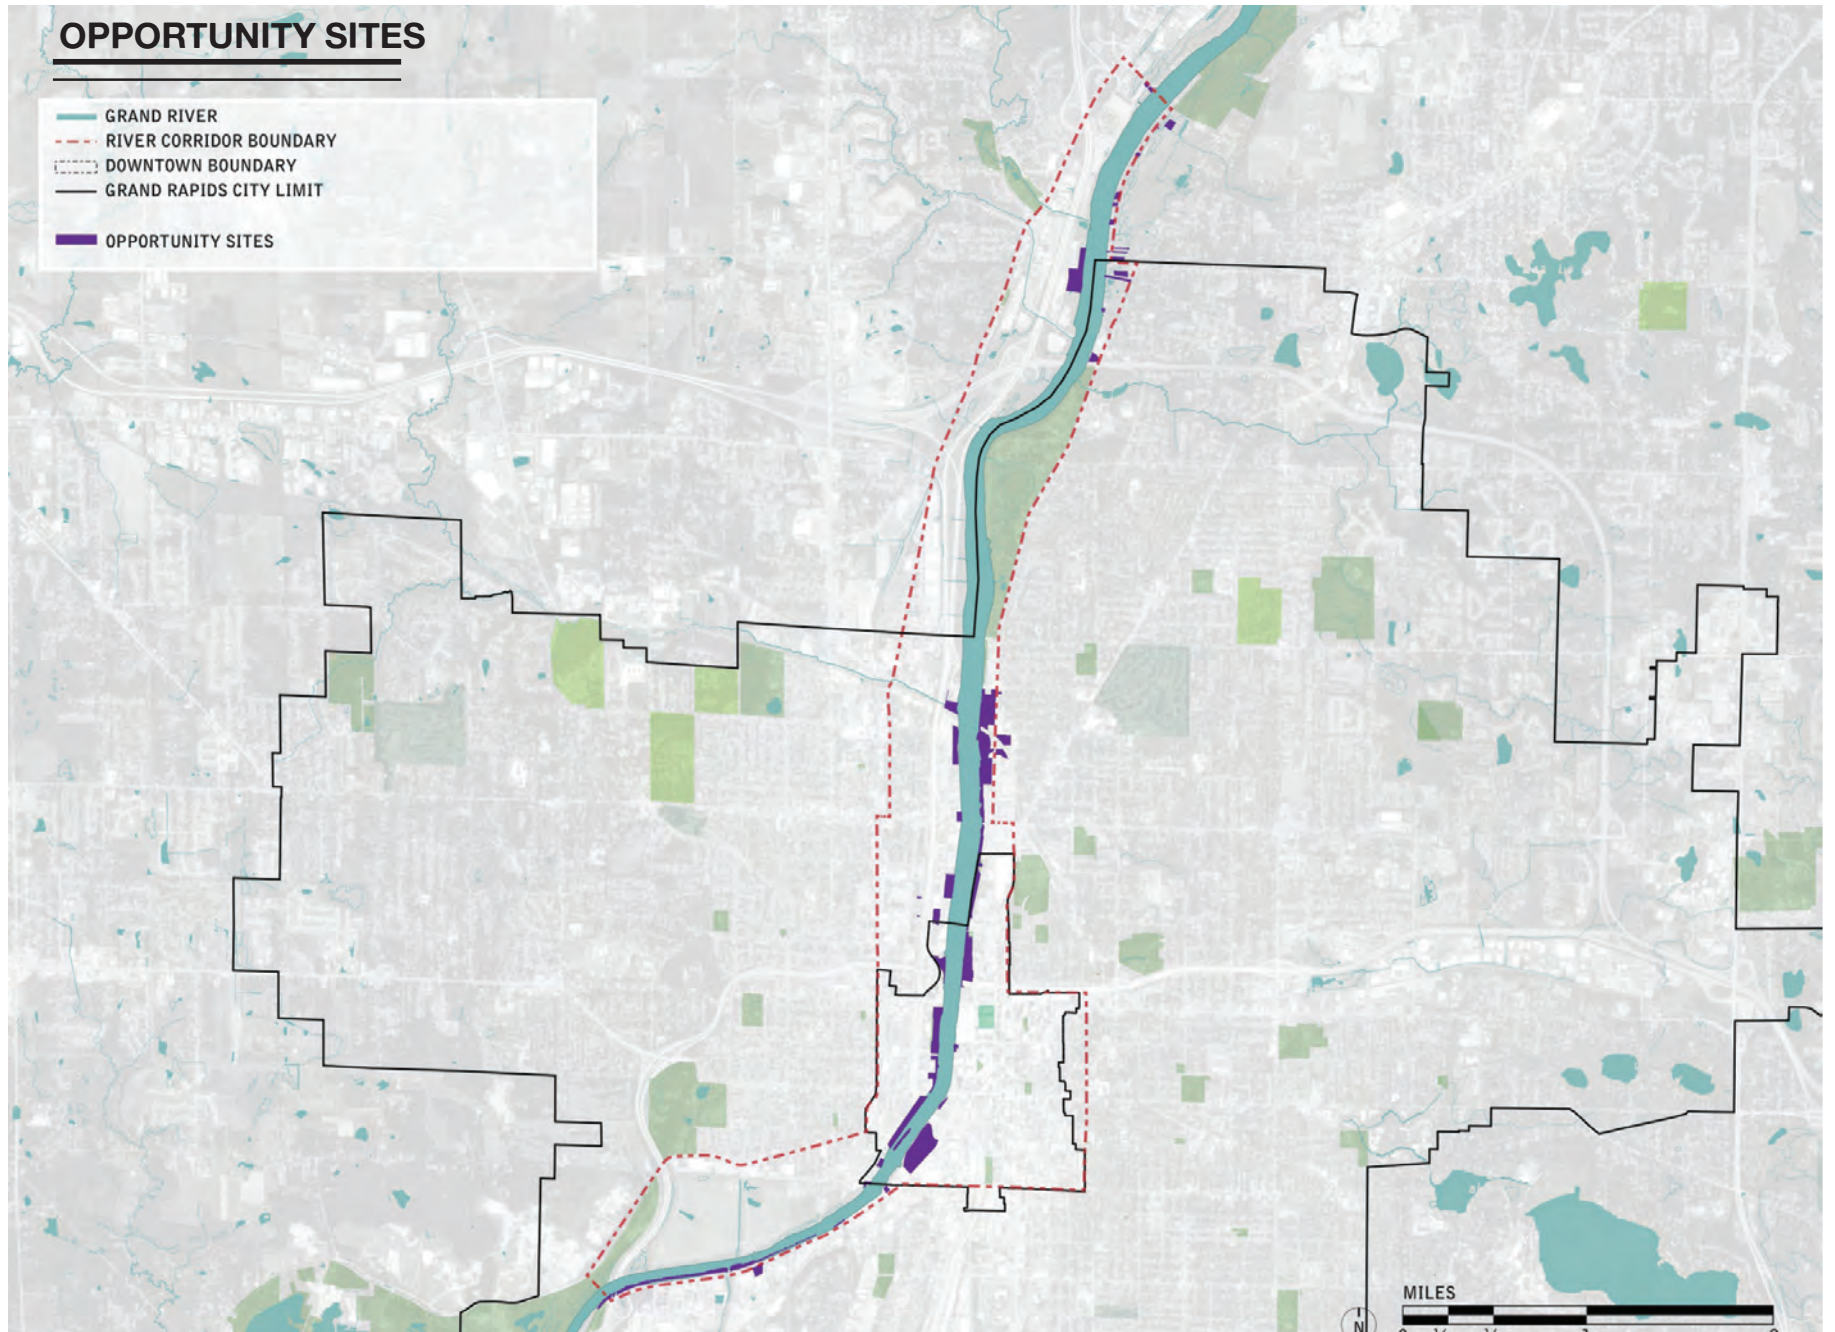 OPPORTUNITY SITES
GRAND RIVER
RIVER CORRIDOR BOUNDARY
DOWNTOWN BOUNDARY
GRAND RAPIDS CITY LIMIT
OPPORTUNITY SITES
MILES
N